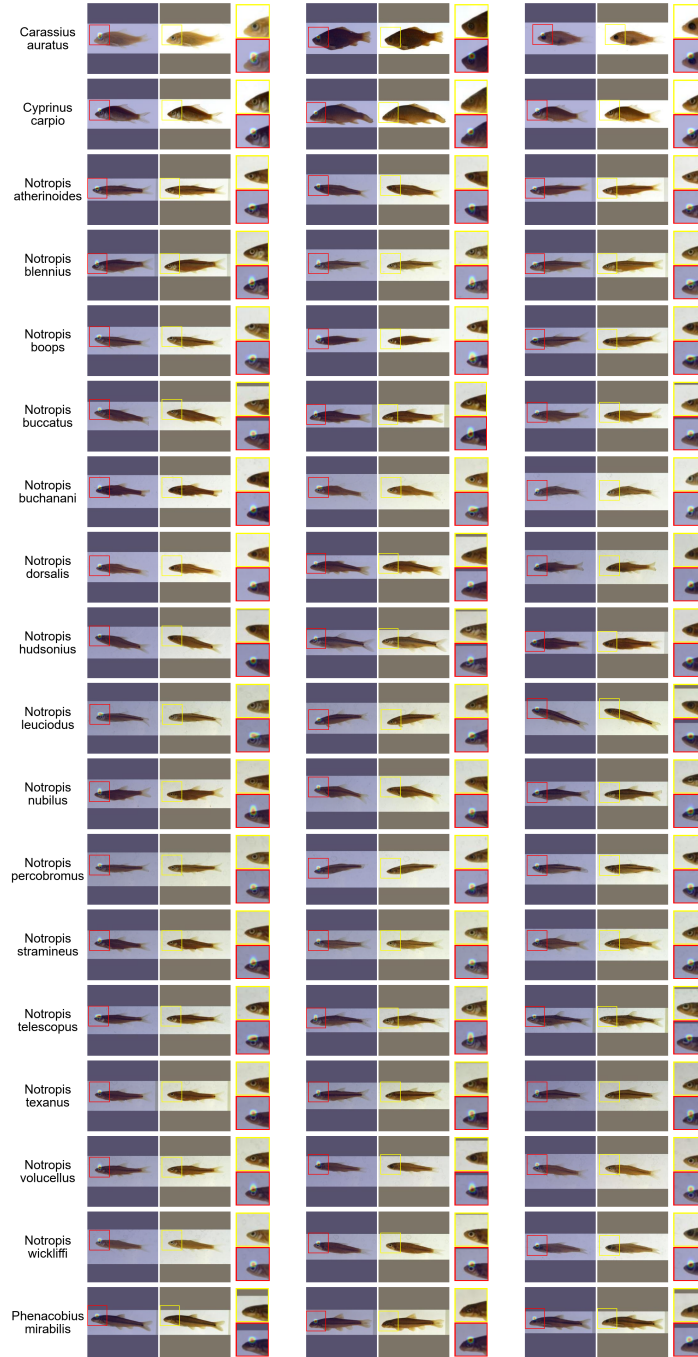 Carassius
auratus
Cyprinus
carpio
Notropis
atherinoides
Notropis
blennius
Notropis
boops
Notropis
buccatus
Notropis
buchanani
Notropis
dorsalis
Notropis
hudsonius
Notropis
leuciodus
Notropis
nubilus
Notropis
percobromus
Notropis
stramineus
Notropis
telescopus
Notropis
texanus
Notropis
volucellus
Notropis
wickliffi
Phenacobius
mirabilis